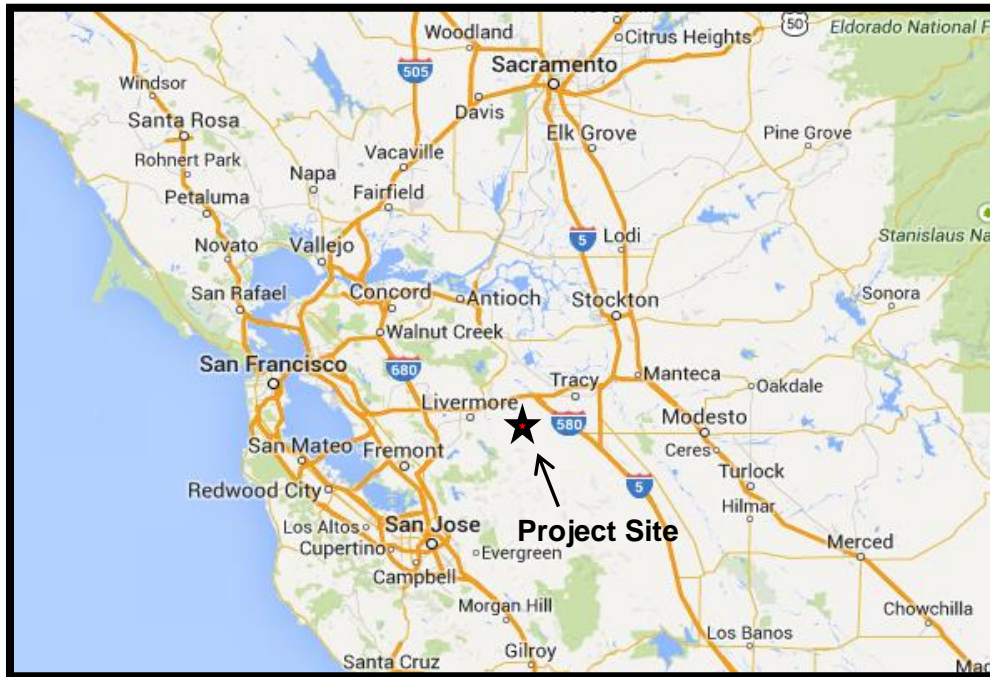 50
Eldorado National F
Woodland
Citrus Heights
505
Sacramento
Windsor
Davis
Santa Rosa
Elk Grove
Pine Grove
Rohnert Park
Napa
Vacaville
Petaluma
Fairfield
Novato
Vallejo
5
Lodi
Stanislaus Na
San Rafael
Concord
Antioch
Stockton
Sonora
Walnut Creek
San Francisco
680
Tracy
Manteca
Oakdale
Livermore
580
Modesto
San Mateo
Fremont
Ceres
Redwood City
Turlock
5
Hilmar
Los Altos
San Jose
Project Site
Cupertino
Evergreen
Merced
Campbell
Morgan Hill
Chowchilla
Los Banos
Gilroy
Santa Cruz
Mac